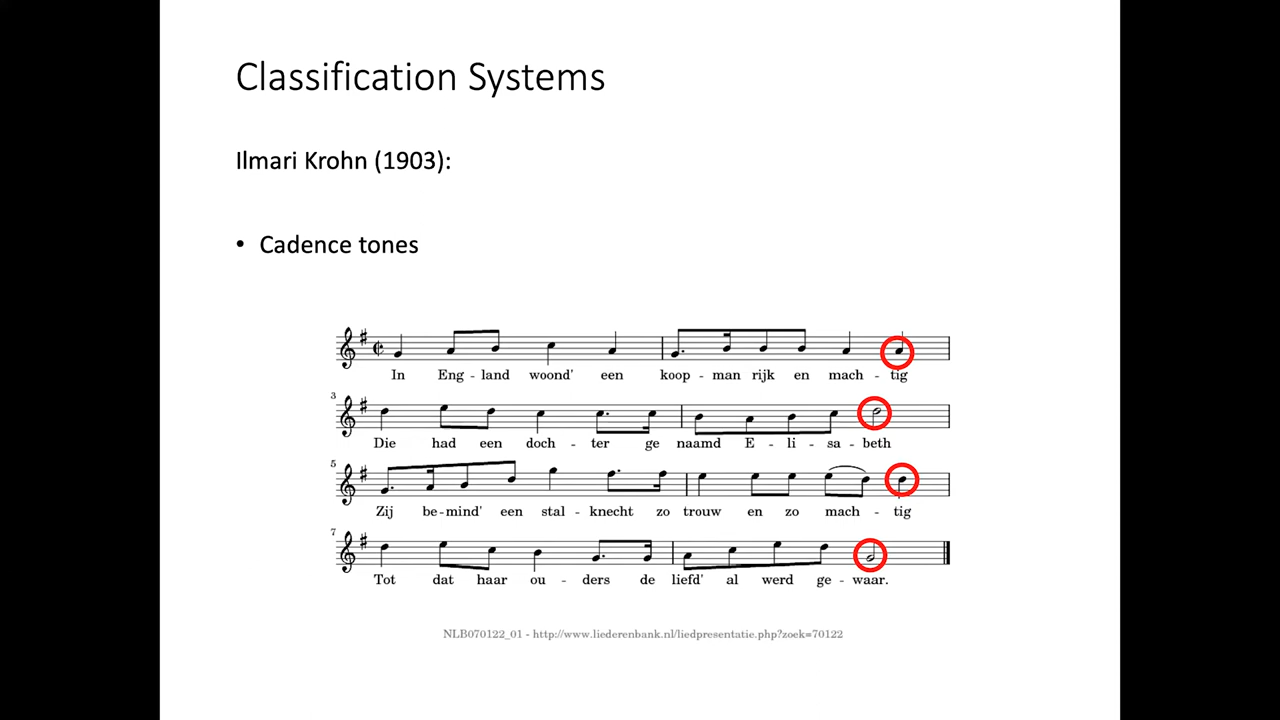 Classification Systems
Ilmari Krohn (1903):
• Cadence tones
In Eng - land woond' een koop - man rijk en mach - tig
3
Die had een doch - ter ge naamd E - li - sa - beth
5
Zij be - mind' een stal - knecht zo trouw en zo mach - tig
7
Tot dat haar ou - ders de liefd' al werd ge - waar.
NLB070122_01 - http://www.liederenbank.nl/liedpresentatie.php?zoek=70122